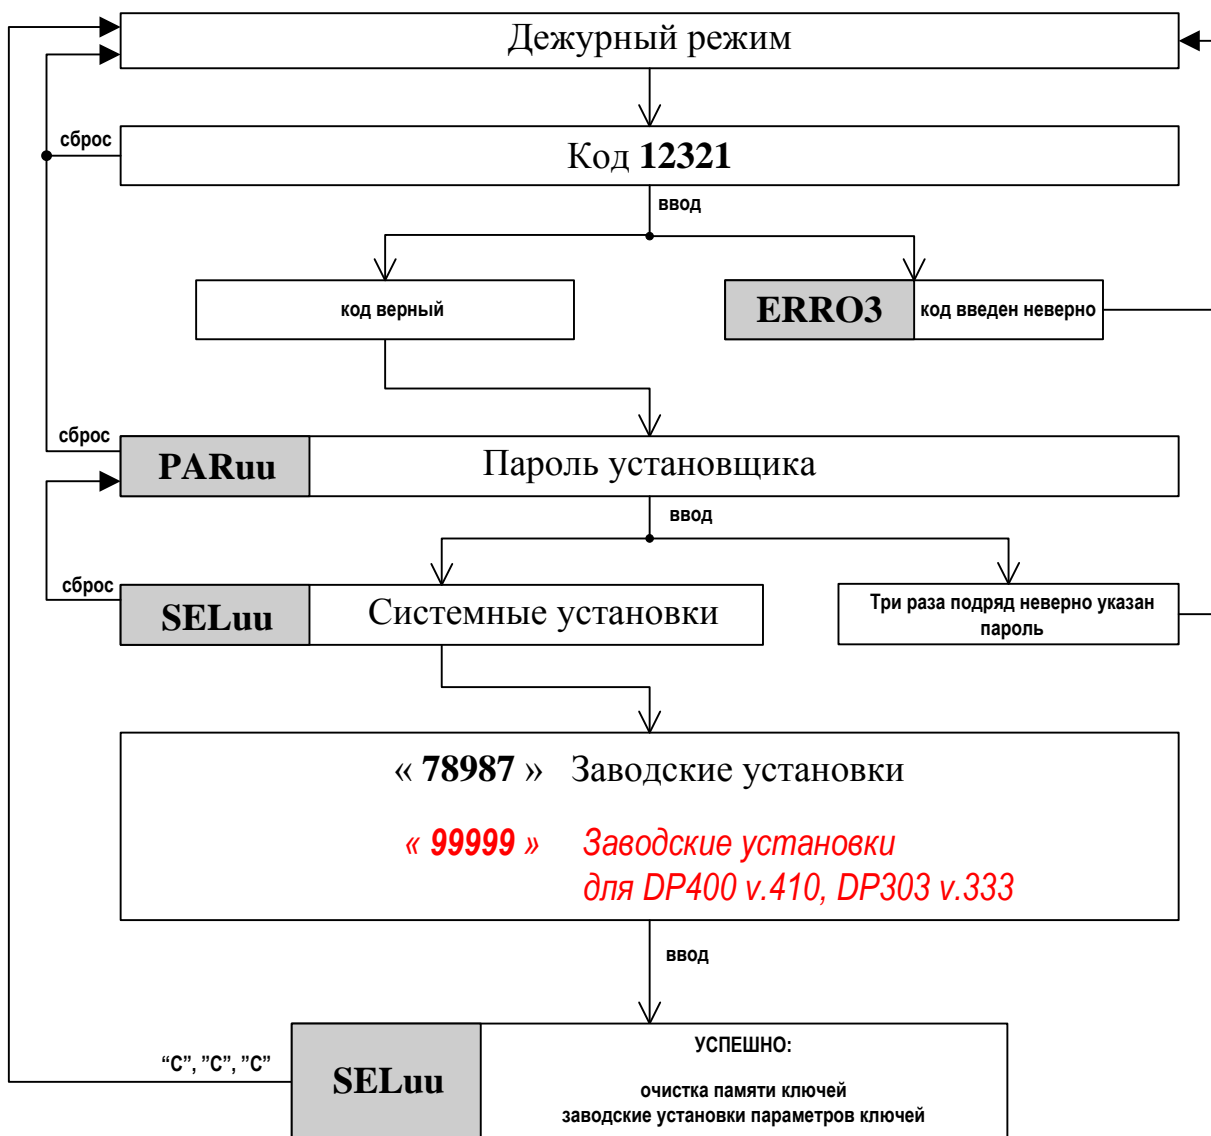 Дежурный режим
сброс
Код 12321
ввод
код верный
ERRO3
код введен неверно
сброс
PARuu
Пароль установщика
ввод
сброс
SELuu
Системные установки
Три раза подряд неверно указан
пароль
« 78987 » Заводские установки
« 99999 » Заводские установки
для DP400 v.410, DP303 v.333
ввод
“C”, ”C”, ”C”
SELuu
УСПЕШНО:
очистка памяти ключей
заводские установки параметров ключей